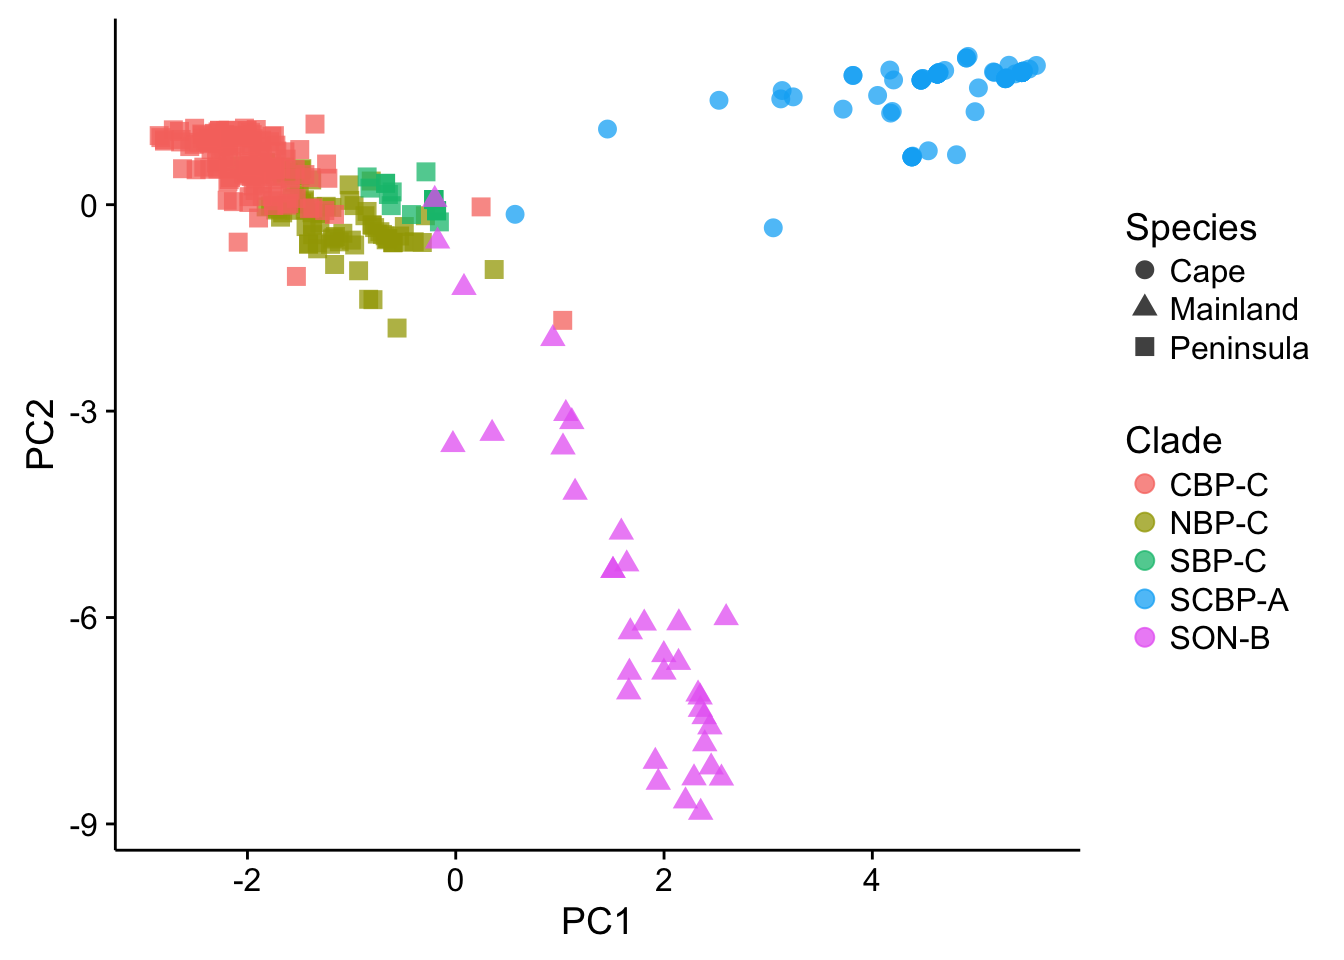 0
-3
-6
-9
PC2
-2
0
2
4
PC1
Species
Cape
Mainland
Peninsula
Clade
CBP-C
NBP-C
SBP-C
SCBP-A
SON-B